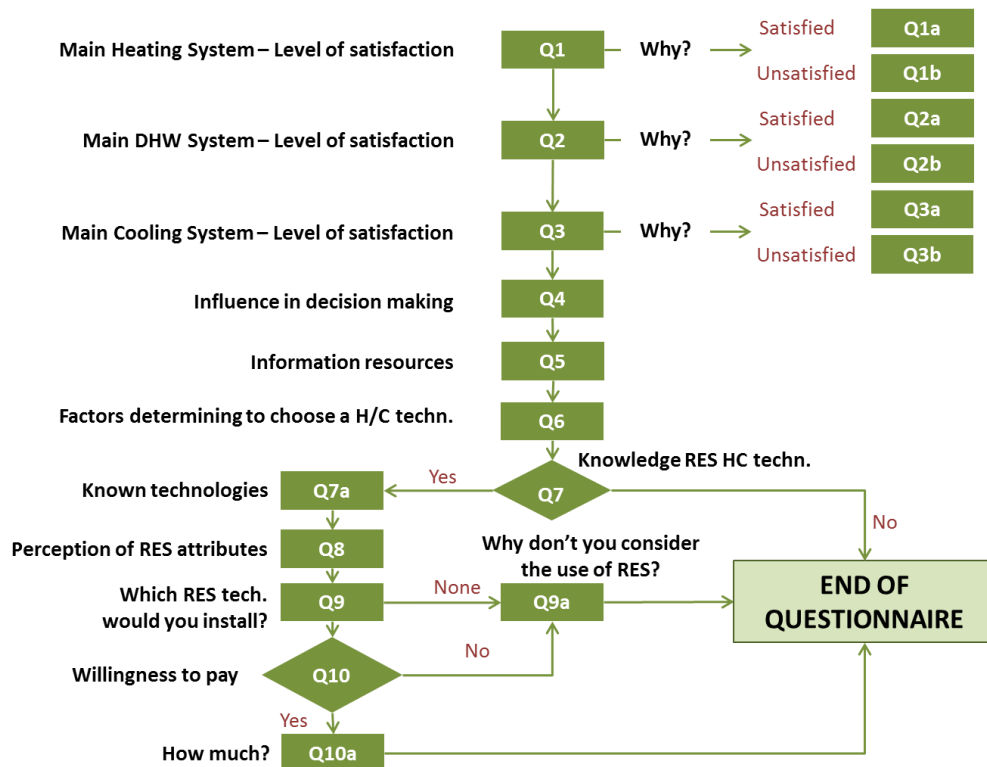 Main Heating System – Level of satisfaction
Q1
Why?
Satisfied
Q1a
Unsatisfied
Q1b
Main DHW System – Level of satisfaction
Q2
Why?
Satisfied
Q2a
Unsatisfied
Q2b
Main Cooling System – Level of satisfaction
Q3
Why?
Satisfied
Q3a
Unsatisfied
Q3b
Influence in decision making
Q4
Information resources
Q5
Factors determining to choose a H/C techn.
Q6
Knowledge RES HC techn.
Q7
Yes
No
Known technologies
Q7a
Perception of RES attributes
Q8
Why don’t you consider
the use of RES?
Which RES tech.
would you install?
Q9
None
Q9a
END OF
QUESTIONNAIRE
Willingness to pay
Q10
No
Yes
How much?
Q10a